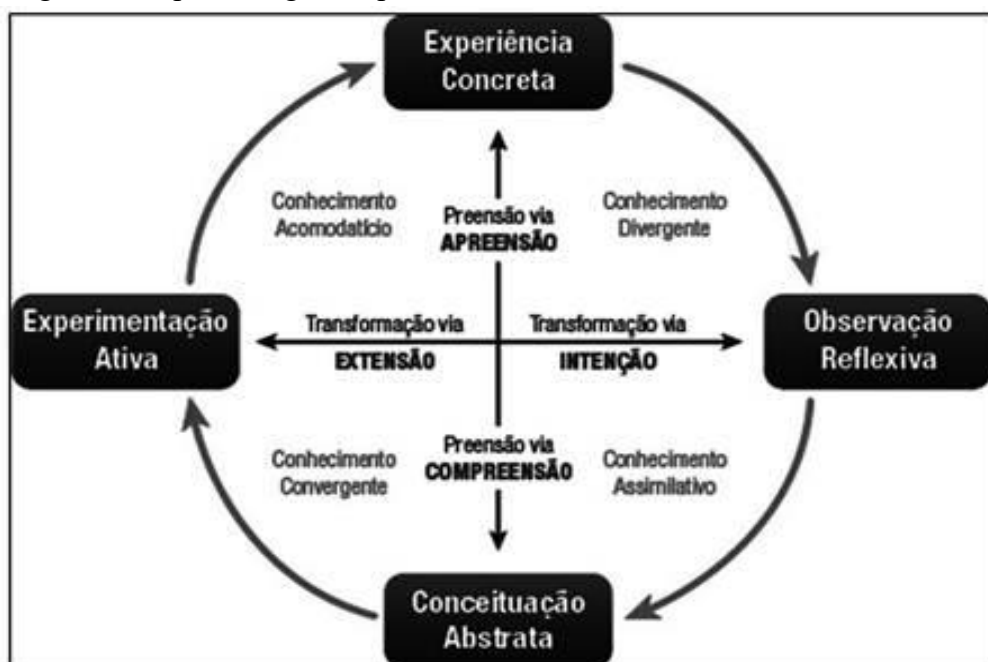 Experiência
Concreta
Conhecimento
Acomodatício
Preensão via
APREENSÃO
Conhecimento
Divergente
Experimentação
Ativa
Transformação via
EXTENSÃO
Transformação via
INTENÇÃO
Observação
Reflexiva
Conhecimento
Convergente
Preensão via
COMPREENSÃO
Conhecimento
Assimilativo
Conceituação
Abstrata